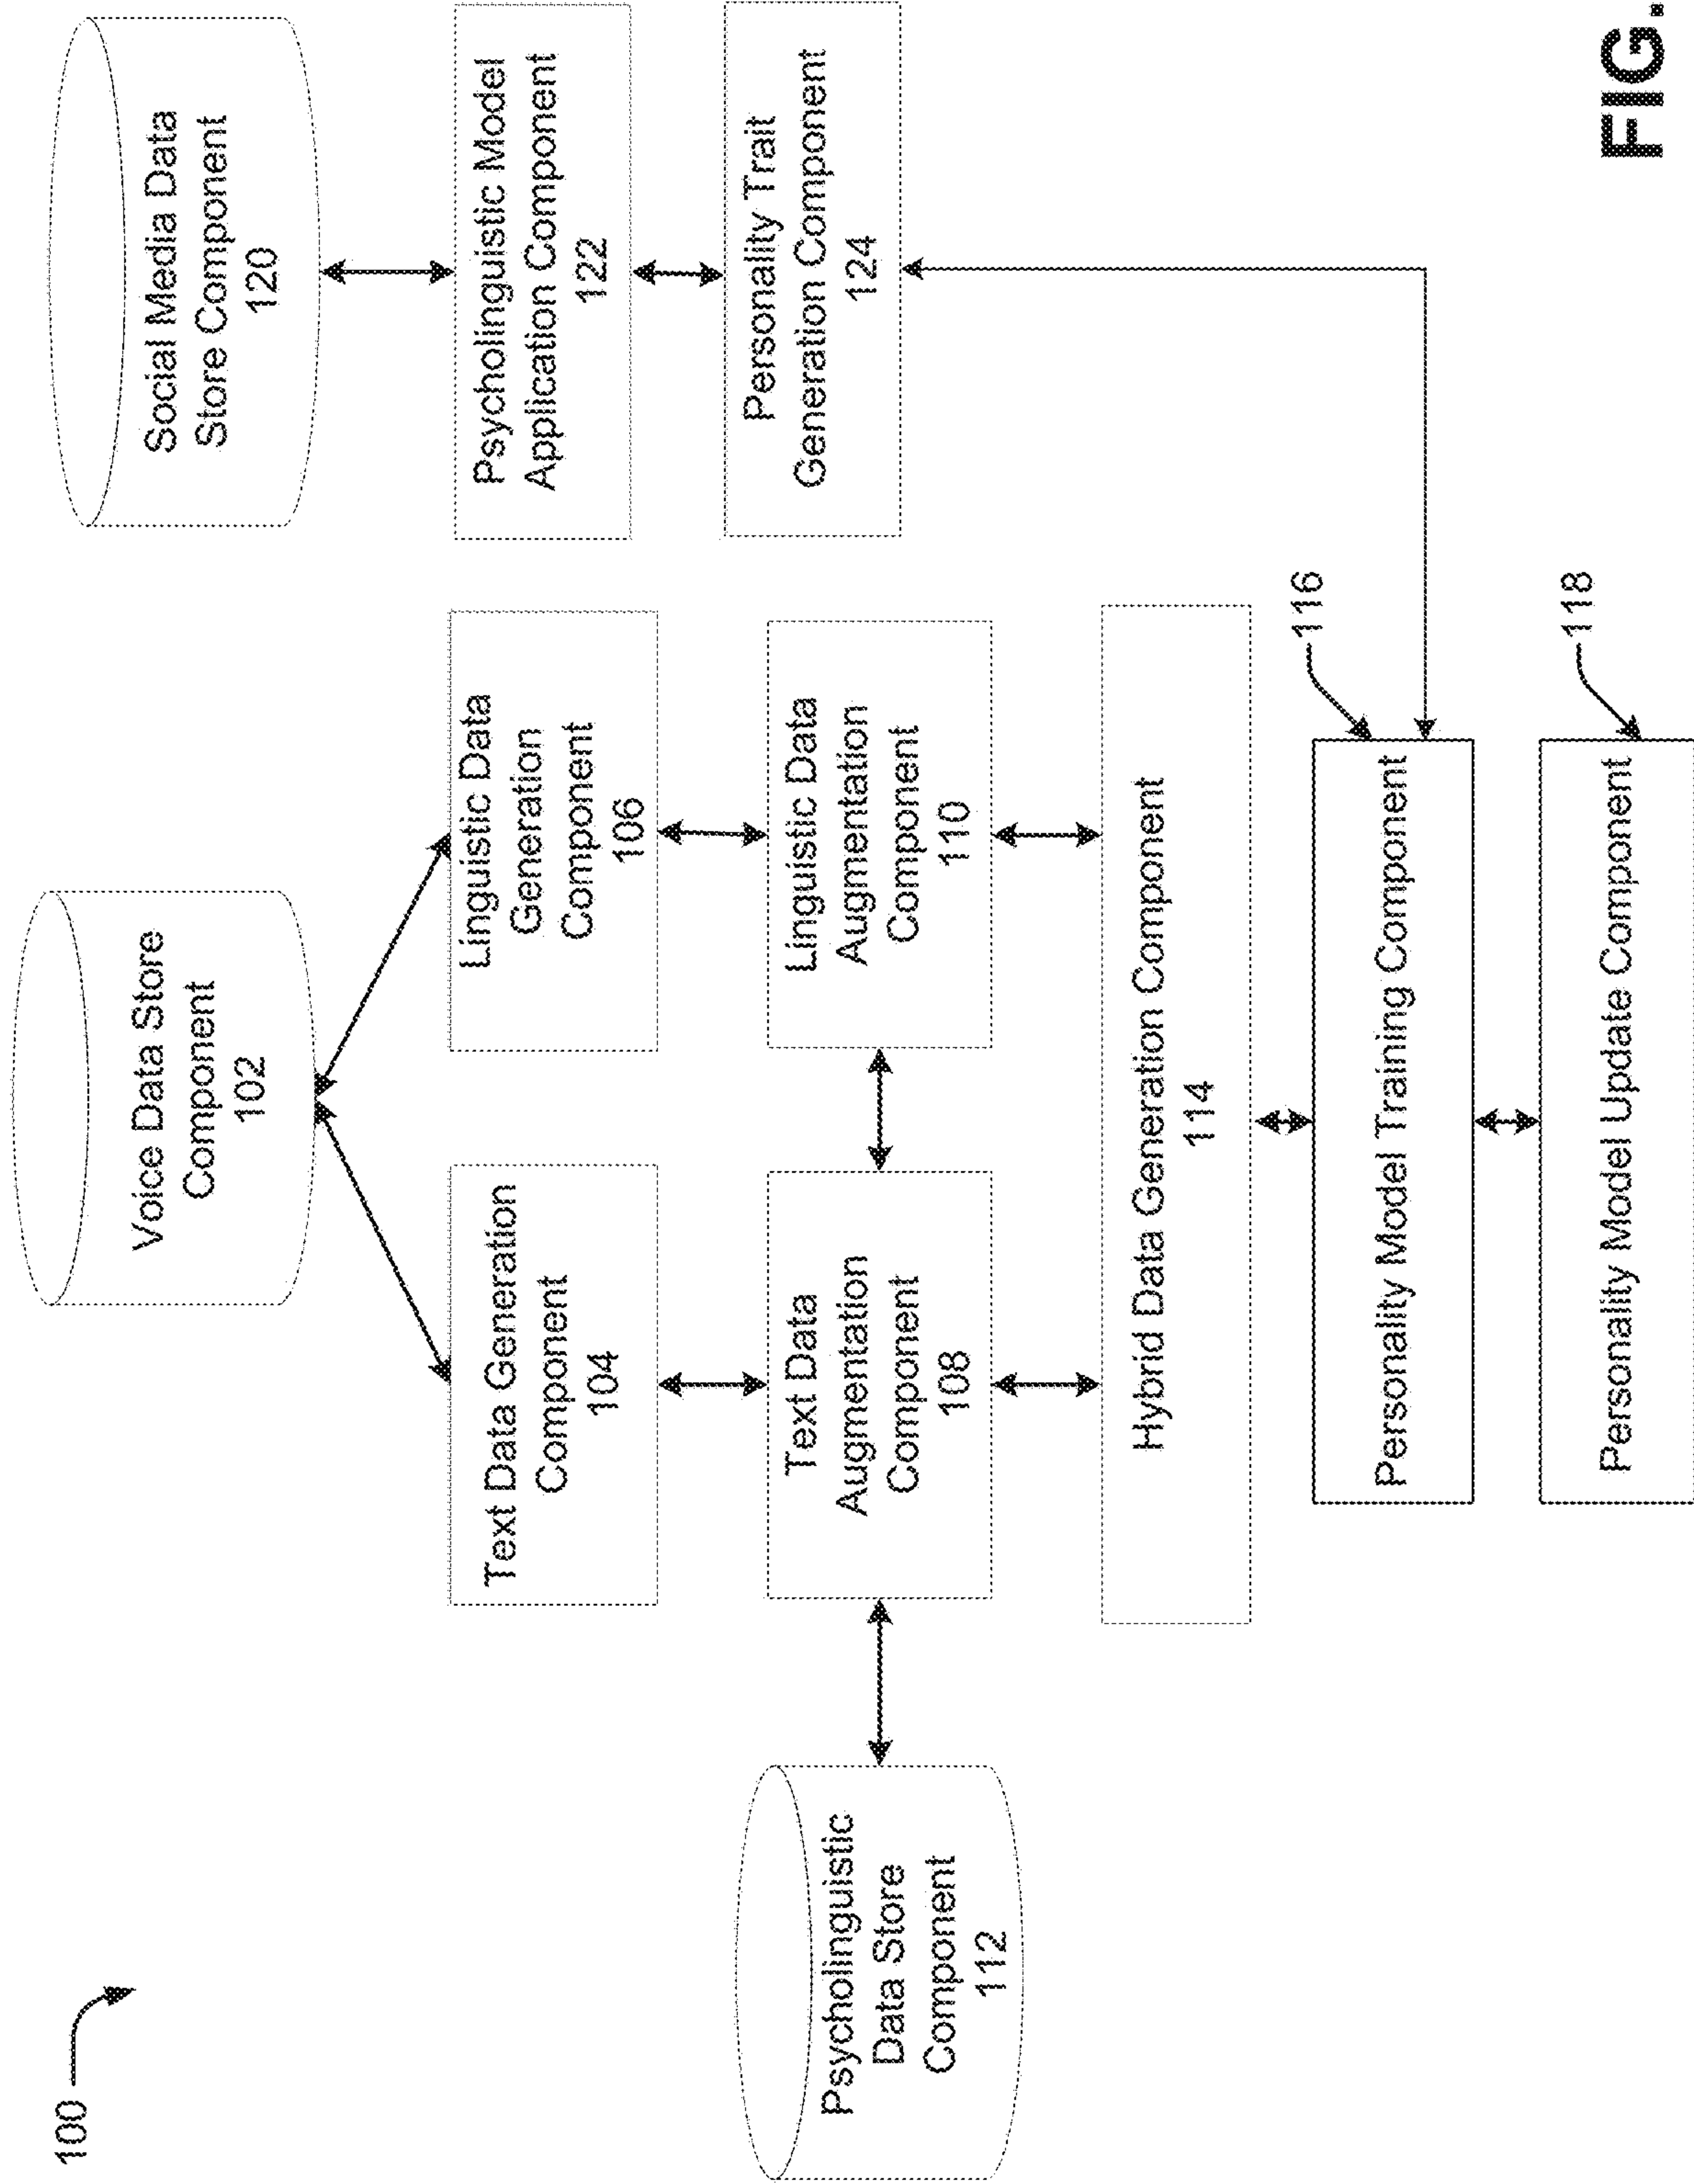 100
Voice Data Store
Component
102
Social Media Data
Store Component
120
Text Data Generation
Component
104
Linguistic Data
Generation
Component
106
Psycholinguistic Model
Application Component
122
Psycholinguistic
Data Store
Component
112
Text Data
Augmentation
Component
108
Linguistic Data
Augmentation
Component
110
Personality Trait
Generation Component
124
Hybrid Data Generation Component
114
116
Personality Model Training Component
118
Personality Model Update Component
FIG.